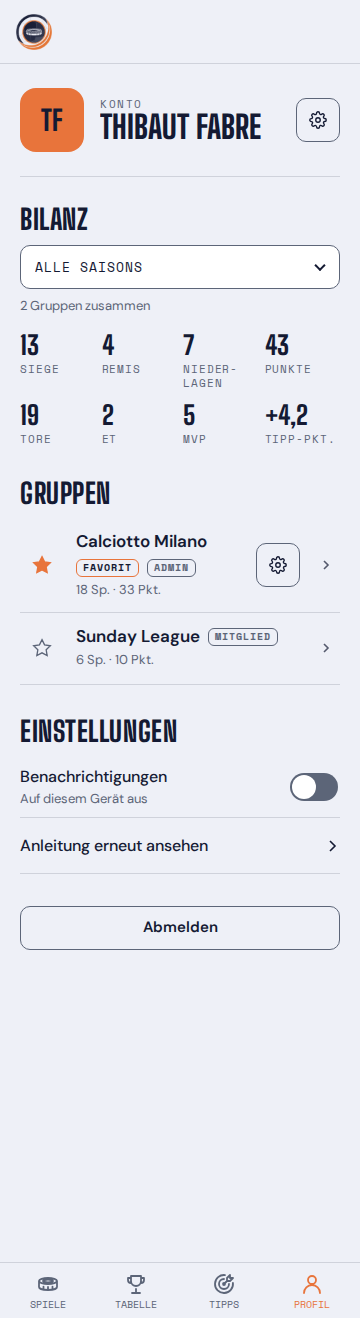 TF
KONTO
THIBAUT FABRE
BILANZ
ALLE SAISONS
2 Gruppen zusammen
13 4 7 43
SIEGE REMIS NIEDER-
LAGEN PUNKTE
19 2 5 +4,2
TORE ET MVP TIPP-PKT.
GRUPPEN
Calciotto Milano
FAVORIT ADMIN
18 Sp. · 33 Pkt.
Sunday League MITGLIED
6 Sp. · 10 Pkt.
EINSTELLUNGEN
Benachrichtigungen
Auf diesem Gerät aus
Anleitung erneut ansehen
Abmelden
SPIELE TABELLE TIPPS PROFIL